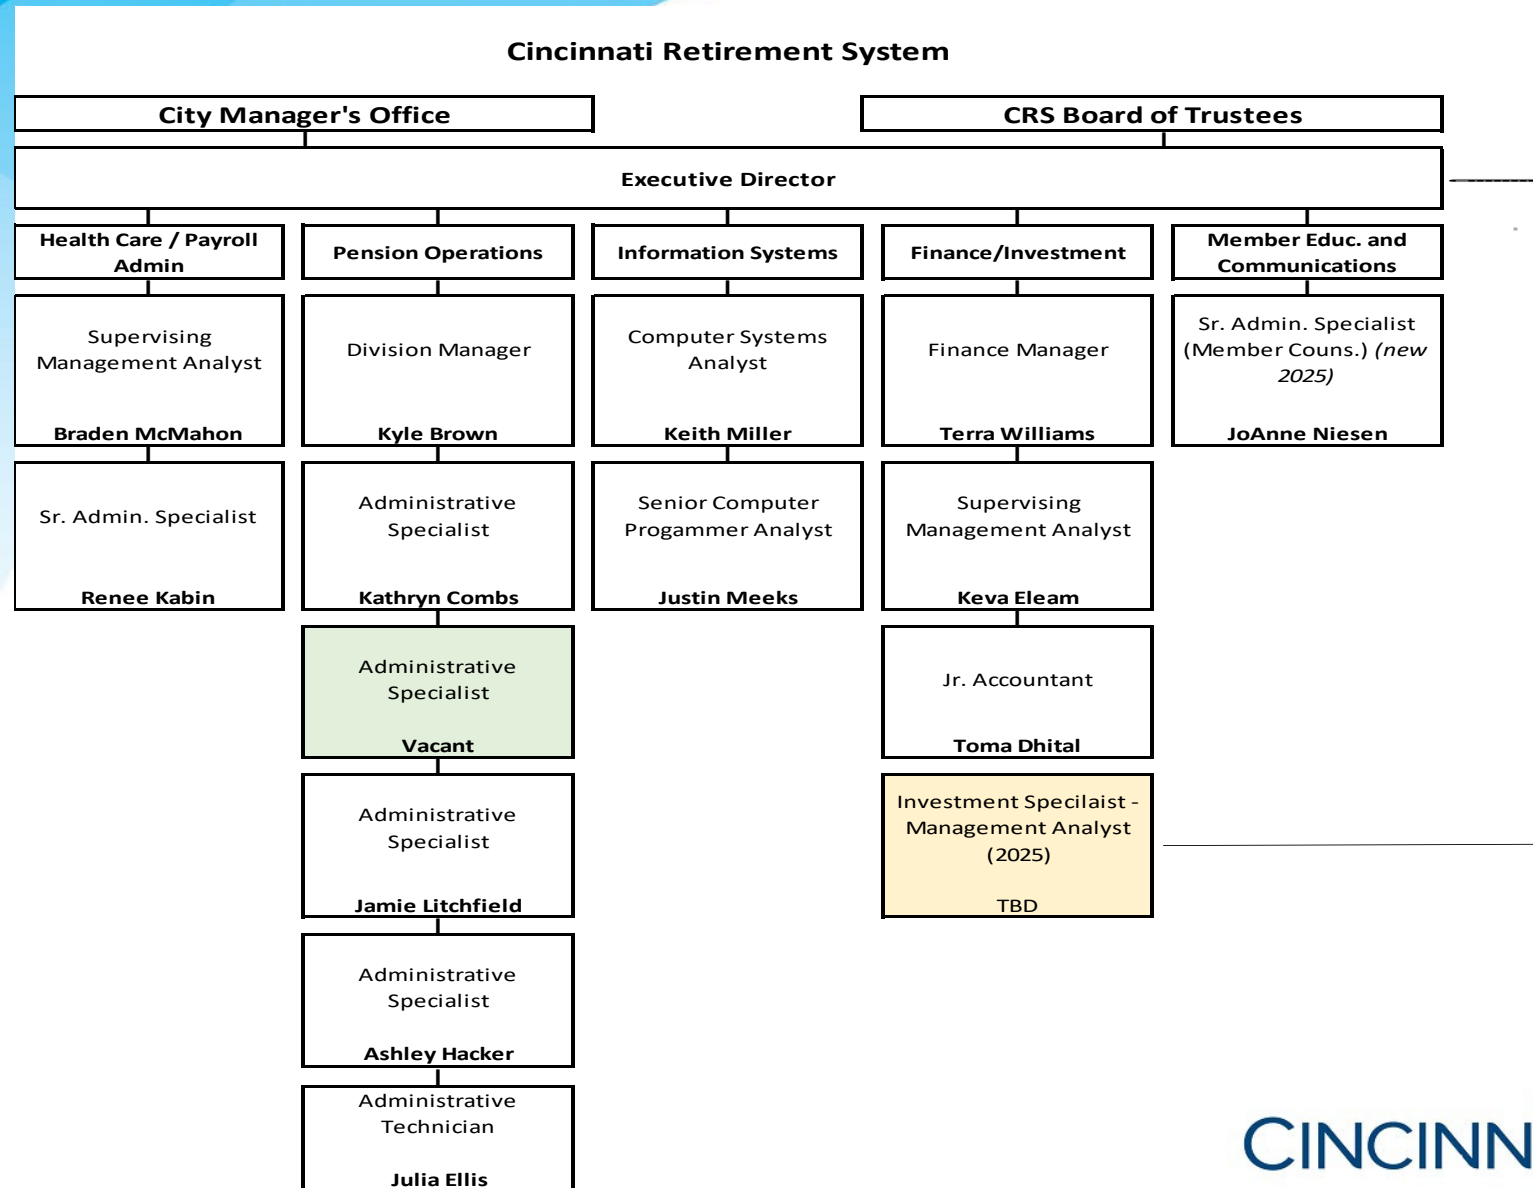 Cincinnati Retirement System
City Manager's Office
CRS Board of Trustees
Executive Director
Health Care / Payroll
Admin
Pension Operations
Information Systems
Finance/Investment
Member Educ. and
Communications
Supervising
Management Analyst
Braden McMahon
Division Manager
Kyle Brown
Computer Systems
Analyst
Keith Miller
Finance Manager
Terra Williams
Sr. Admin. Specialist
(Member Couns.) (new
2025)
JoAnne Niesen
Sr. Admin. Specialist
Renee Kabin
Administrative
Specialist
Kathryn Combs
Senior Computer
Progammer Analyst
Justin Meeks
Supervising
Management Analyst
Keva Eleam
Administrative
Specialist
Vacant
Jr. Accountant
Toma Dhital
Administrative
Specialist
Jamie Litchfield
Investment Specilaist -
Management Analyst
(2025)
TBD
Administrative
Specialist
Ashley Hacker
Administrative
Technician
Julia Ellis
CINCINN